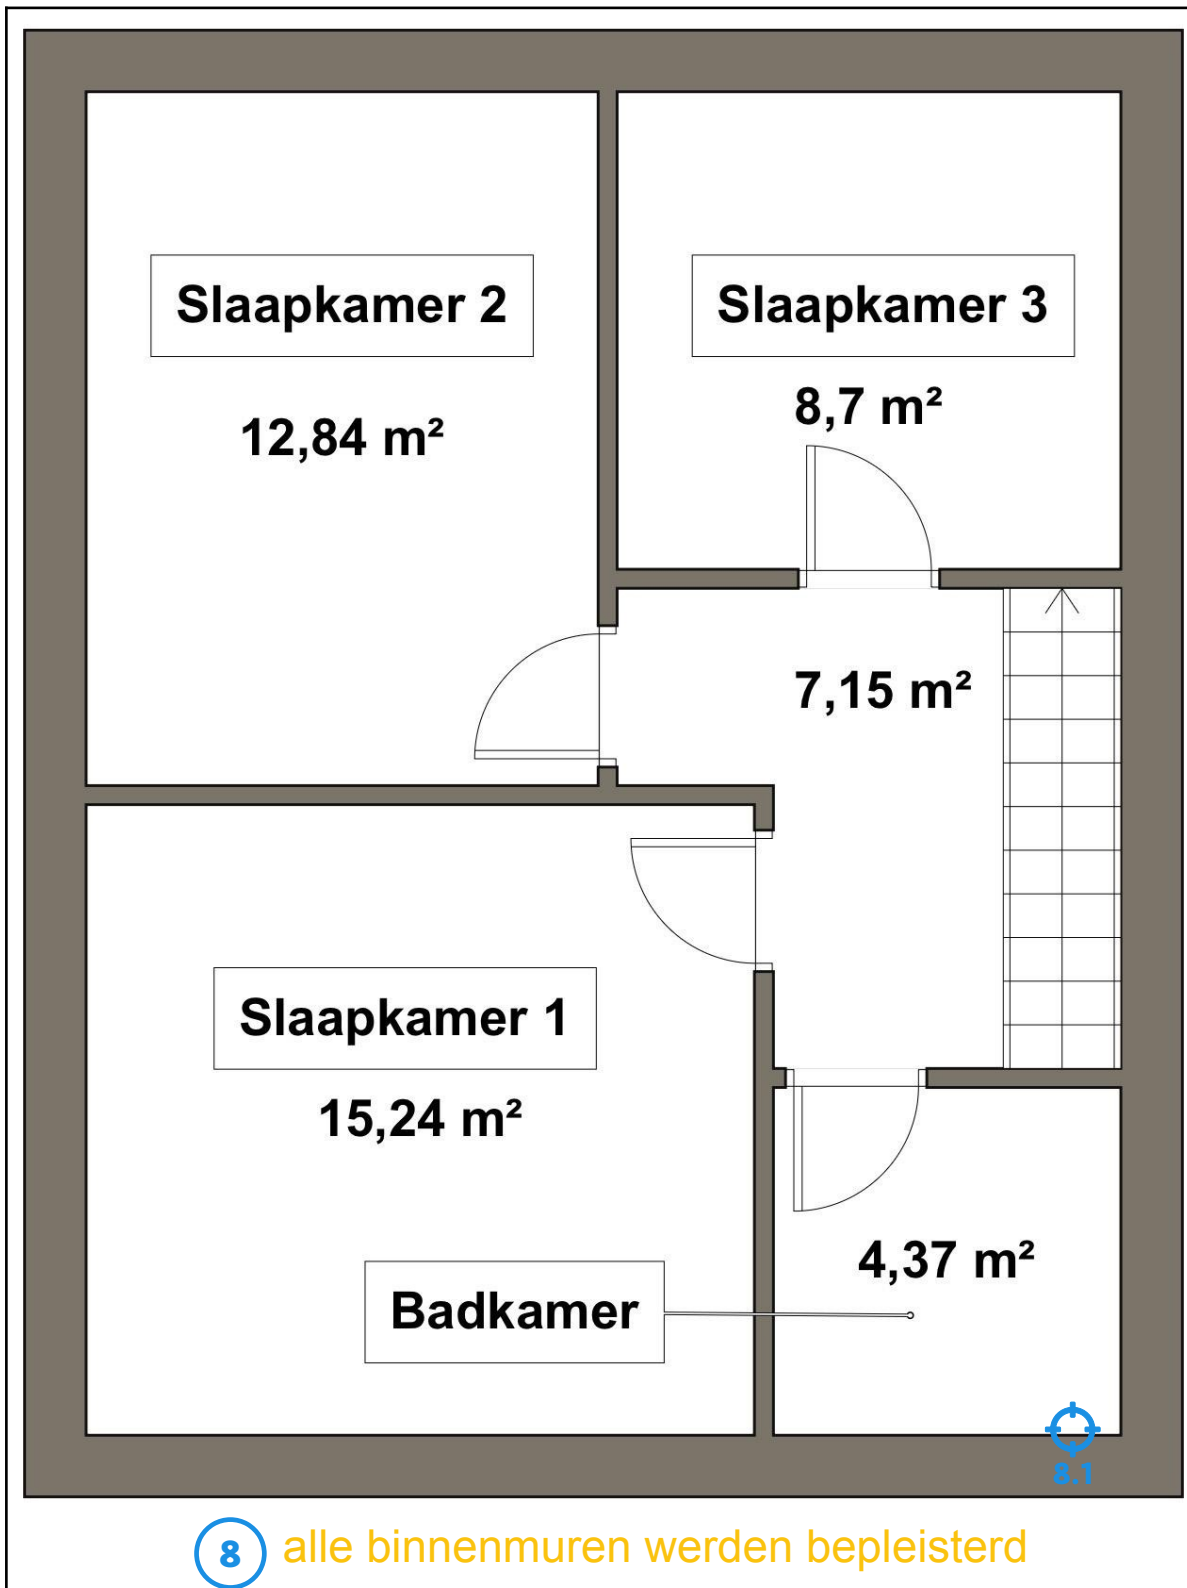 Slaapkamer 2
12,84 m²
Slaapkamer 3
8,7 m²
7,15 m²
Slaapkamer 1
15,24 m²
4,37 m²
Badkamer
8.1
8 alle binnenmuren werden bepleisterd